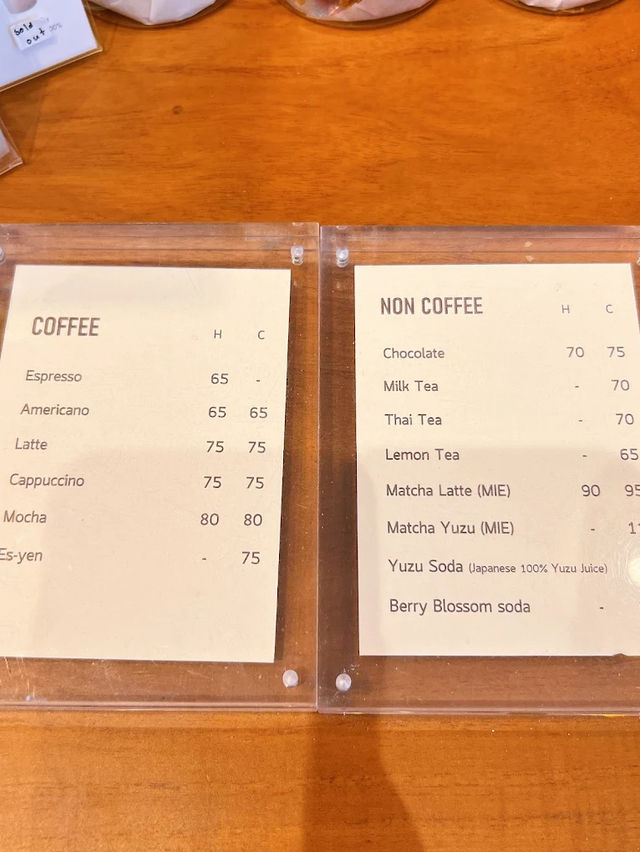 Sold
out
COFFEE
H C
Espresso 65 -
Americano 65 65
Latte 75 75
Cappuccino 75 75
Mocha 80 80
Es-yen - 75
NON COFFEE
H C
Chocolate 70 75
Milk Tea - 70
Thai Tea - 70
Lemon Tea - 65
Matcha Latte (MIE) 90 95
Matcha Yuzu (MIE) -
Yuzu Soda (Japanese 100% Yuzu Juice)
Berry Blossom soda -